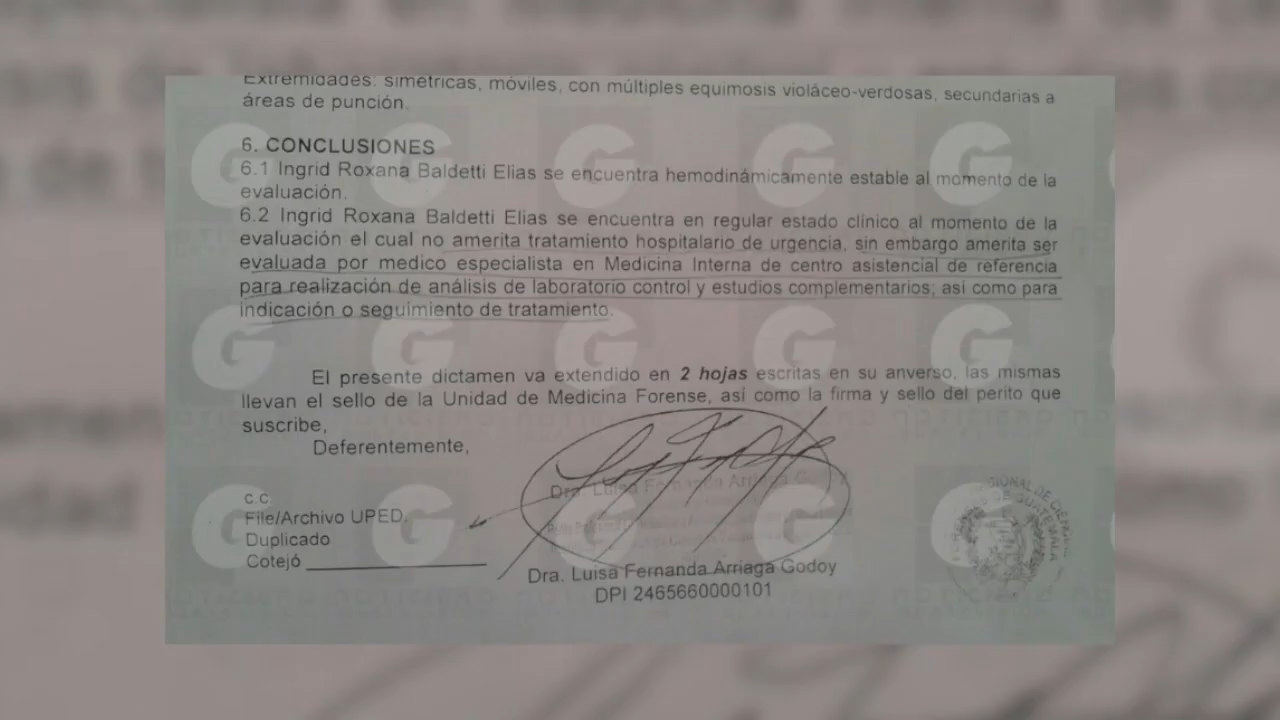 Extremidades: simétricas, móviles, con múltiples equimosis violáceo-verdosas, secundarias a
áreas de punción.
6. CONCLUSIONES
6.1 Ingrid Roxana Baldetti Elias se encuentra hemodinámicamente estable al momento de la
evaluación.
6.2 Ingrid Roxana Baldetti Elias se encuentra en regular estado clínico al momento de la
evaluación el cual no amerita tratamiento hospitalario de urgencia, sin embargo amerita ser
evaluada por medico especialista en Medicina Interna de centro asistencial de referencia
para realización de análisis de laboratorio control y estudios complementarios; asi como para
indicación o seguimiento de tratamiento.
El presente dictamen va extendido en 2 hojas escritas en su anverso, las mismas
llevan el sello de la Unidad de Medicina Forense, así como la firma y sello del perito que
suscribe,
Deferentemente,
Dra. Luisa Fernanda Arriaga Godoy
c.c.
File/Archivo UPED.
Duplicado
Cotejó
Dra. Luisa Fernanda Arriaga Godoy
DPI 2465660000101